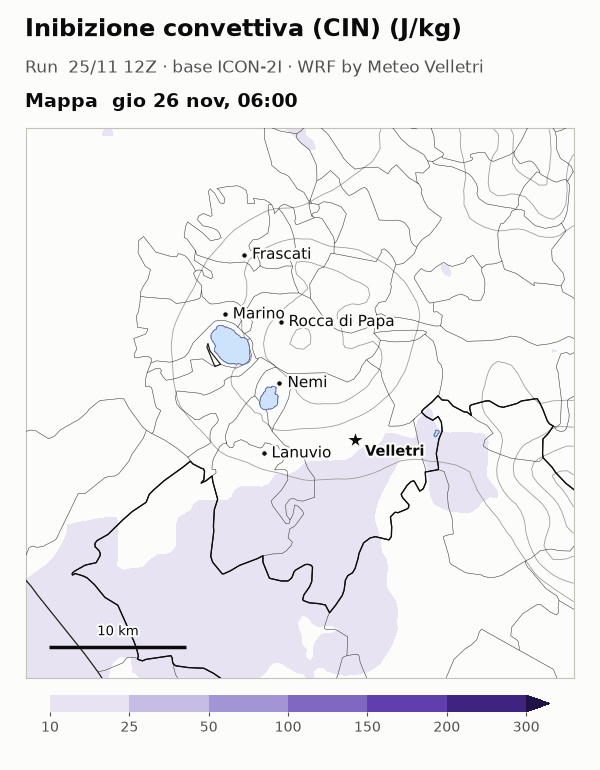 Inibizione convettiva (CIN) (J/kg)
Run 25/11 12Z · base ICON-2I · WRF by Meteo Velletri
Mappa gio 26 nov, 06:00
Frascati
Marino
Rocca di Papa
Nemi
Velletri
Lanuvio
10 km
10 25 50 100 150 200 300